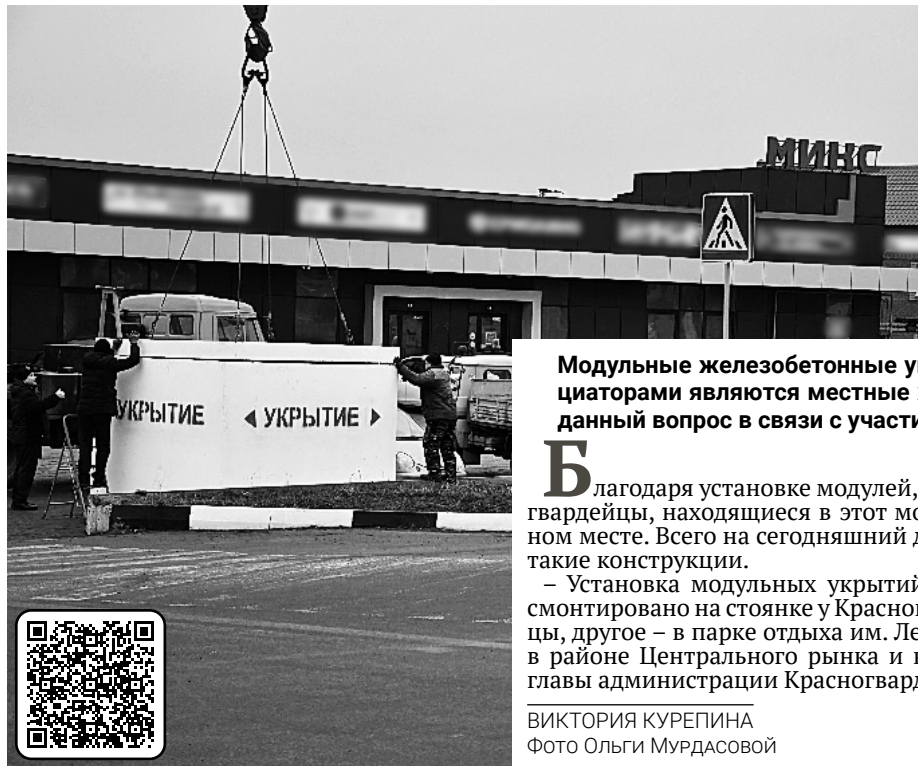 МИНС
УКРЫТИЕ
УКРЫТИЕ
Модульные железобетонные
циаторами являются местные
данный вопрос в связи с участи
Благодаря установке модулей,
гвардейцы, находящиеся в этот мо
ном месте. Всего на сегодняшний
такие конструкции.
– Установка модульных укрытий
смонтировано на стоянке у Красног
цы, другое – в парке отдыха им. Ле
в районе Центрального рынка и
главы администрации Красногвард
ВИКТОРИЯ КУРЕПИНА
Фото Ольги Мурдасовой